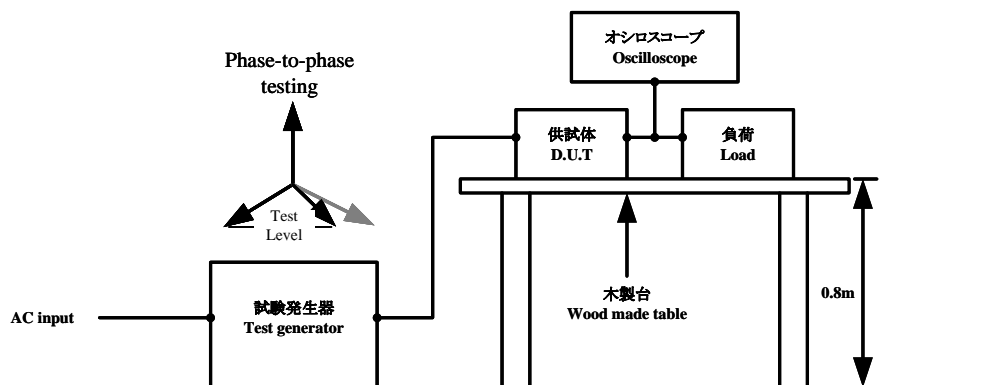 オシロスコープ
Oscilloscope
Phase-to-phase
testing
供試体
D.U.T
負荷
Load
Test
Level
試験発生器
Test generator
AC input
木製台
Wood made table
0.8m